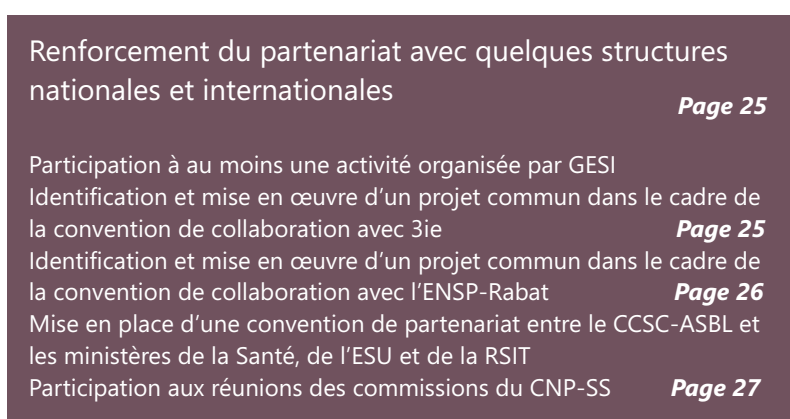 Renforcement du partenariat avec quelques structures
nationales et internationales
Page 25
Participation à au moins une activité organisée par GESI
Identification et mise en œuvre d’un projet commun dans le cadre de
la convention de collaboration avec 3ie Page 25
Identification et mise en œuvre d’un projet commun dans le cadre de
la convention de collaboration avec l’ENSP-Rabat Page 26
Mise en place d’une convention de partenariat entre le CCSC-ASBL et
les ministères de la Santé, de l’ESU et de la RSIT
Participation aux réunions des commissions du CNP-SS Page 27